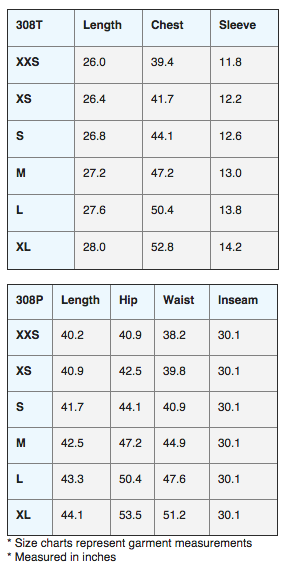 308T Length Chest Sleeve
XXS 26.0 39.4 11.8
XS 26.4 41.7 12.2
S 26.8 44.1 12.6
M 27.2 47.2 13.0
L 27.6 50.4 13.8
XL 28.0 52.8 14.2
308P Length Hip Waist Inseam
XXS 40.2 40.9 38.2 30.1
XS 40.9 42.5 39.8 30.1
S 41.7 44.1 40.9 30.1
M 42.5 47.2 44.9 30.1
L 43.3 50.4 47.6 30.1
XL 44.1 53.5 51.2 30.1
* Size charts represent garment measurements
* Measured in inches